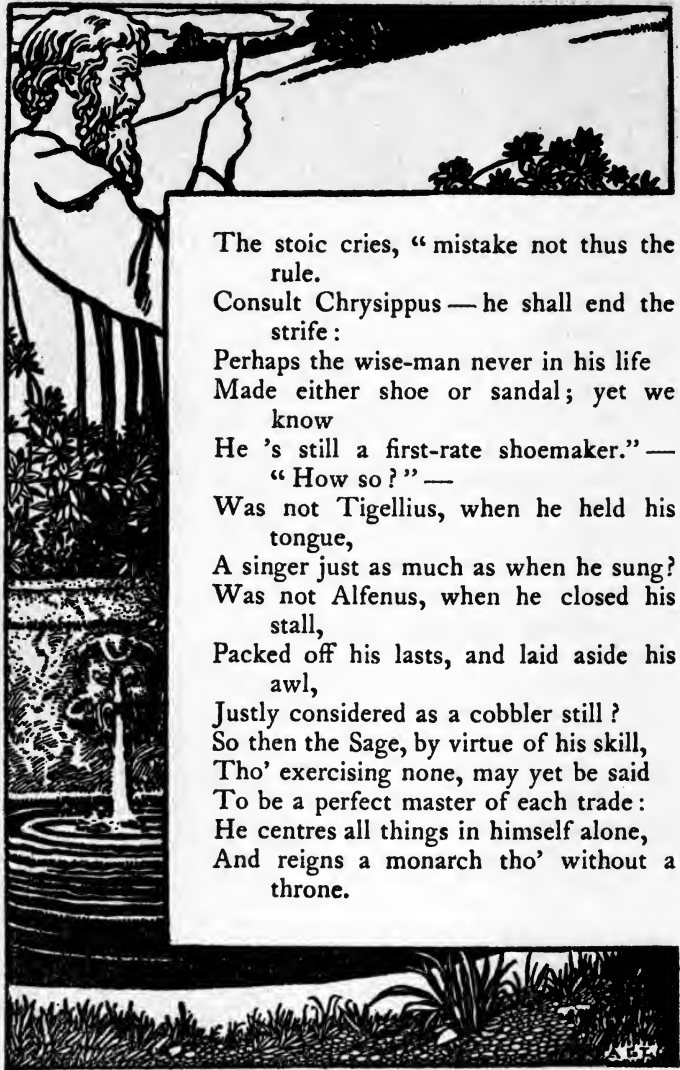 The stoic cries, “ mistake not thus the
rule.
Consult Chrysippus — he shall end the
strife :
Perhaps the wise-man never in his life
Made either shoe or sandal ; yet we
know
He ’s still a first-rate shoemaker.” —
“ How so ? ” —
Was not Tigellius, when he held his
tongue,
A singer just as much as when he sung?
Was not Alfenus, when he closed his
stall,
Packed off his lasts, and laid aside his
awl,
Justly considered as a cobbler still ?
So then the Sage, by virtue of his skill,
Tho’ exercising none, may yet be said
To be a perfect master of each trade :
He centres all things in himself alone,
And reigns a monarch tho’ without a
throne.